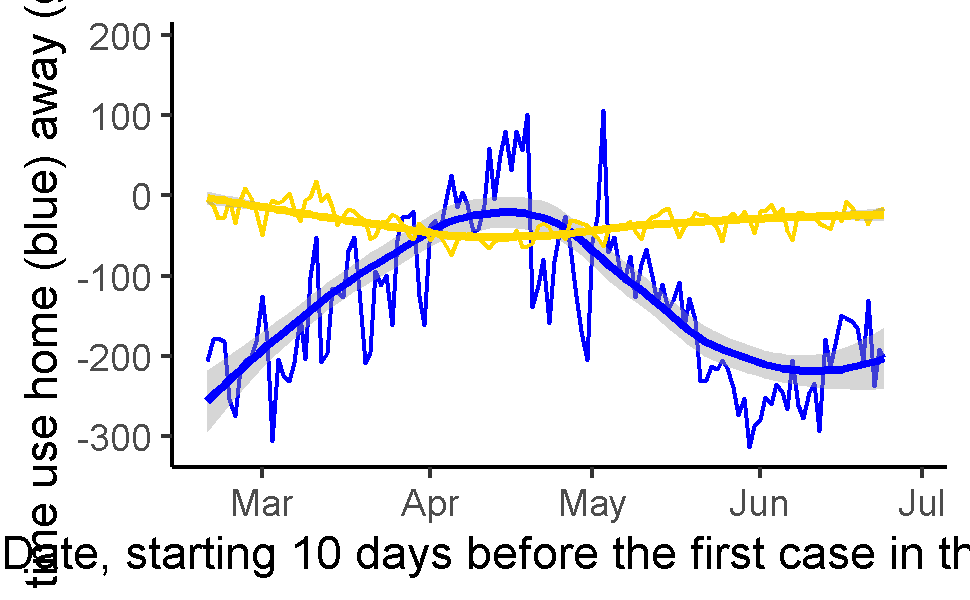 time use home (blue) away (
200
100
0
-100
-200
-300
Mar Apr May Jun Jul
Date, starting 10 days before the first case in th